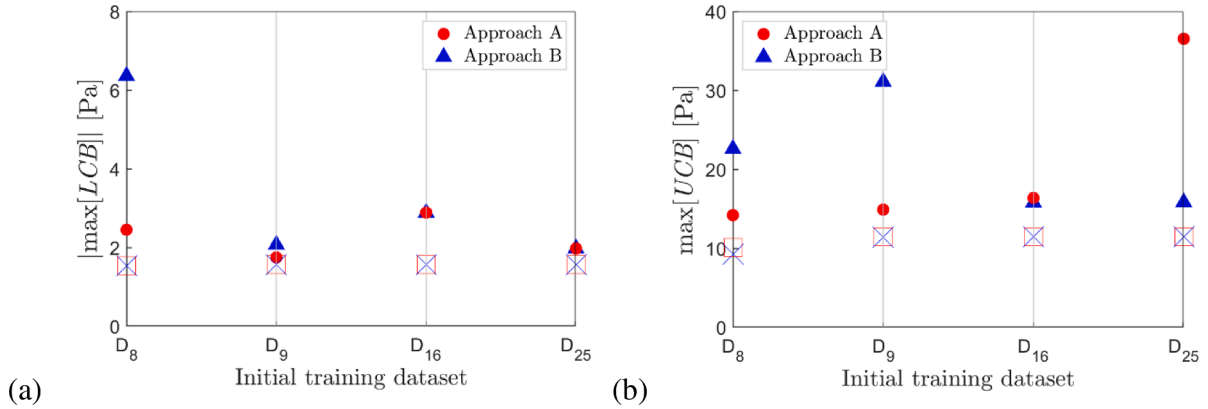 8
6
4
2
0
|max[LCB]| [Pa]
Approach A
Approach B
D8 D9 D16 D25
Initial training dataset
(a)
40
30
20
10
0
max[UCB] [Pa]
Approach A
Approach B
D8 D9 D16 D25
Initial training dataset
(b)